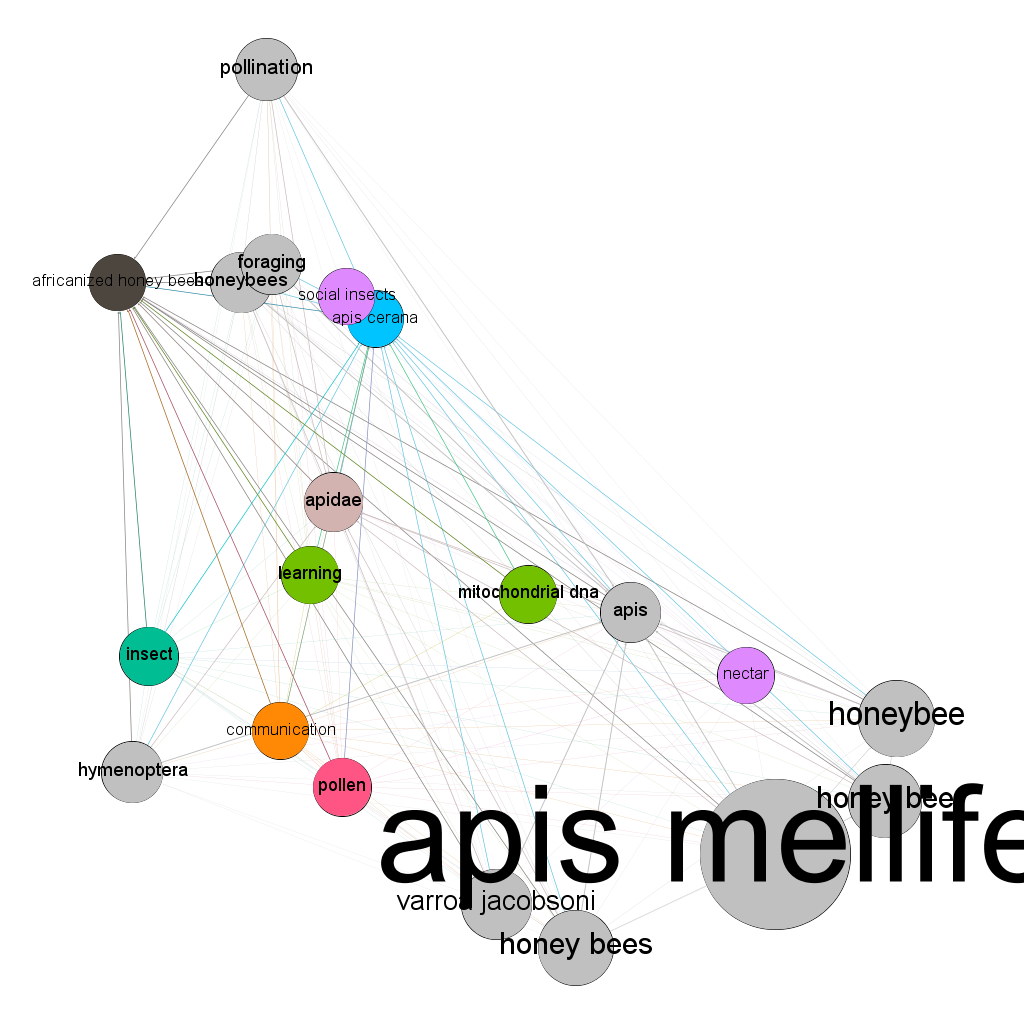 pollination
foraging
africanized honey bees
honeybees
social insects
apis cerana
apidae
learning
mitochondrial dna
apis
insect
nectar
honeybee
communication
hymenoptera
pollen
honey bee
apis mellife
varroa jacobsoni
honey bees